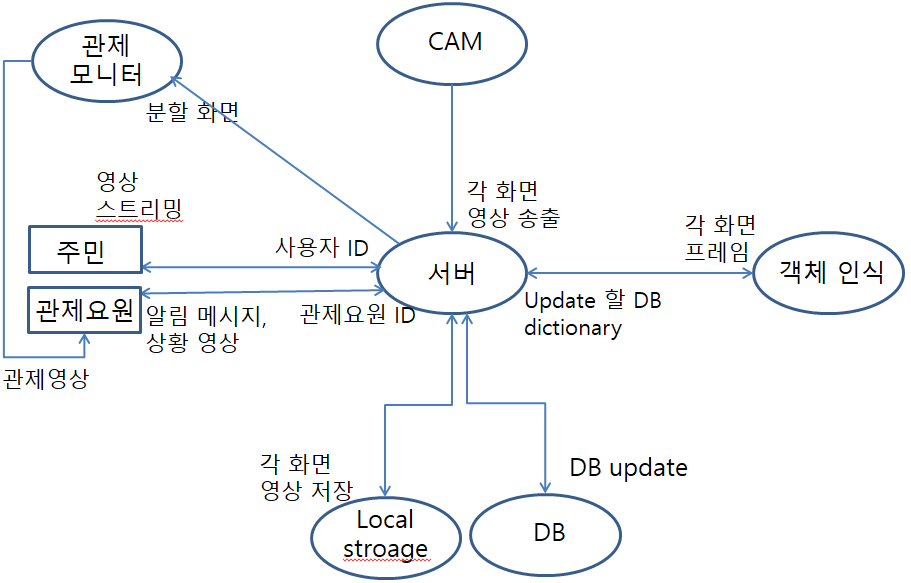 관제
모니터
CAM
분할 화면
영상
스트리밍
각 화면
영상 송출
주민
사용자 ID
서버
각 화면
프레임
객체 인식
관제요원
알림 메시지,
상황 영상
관제요원 ID
Update 할 DB
dictionary
관제영상
각 화면
영상 저장
DB update
Local
stroage
DB